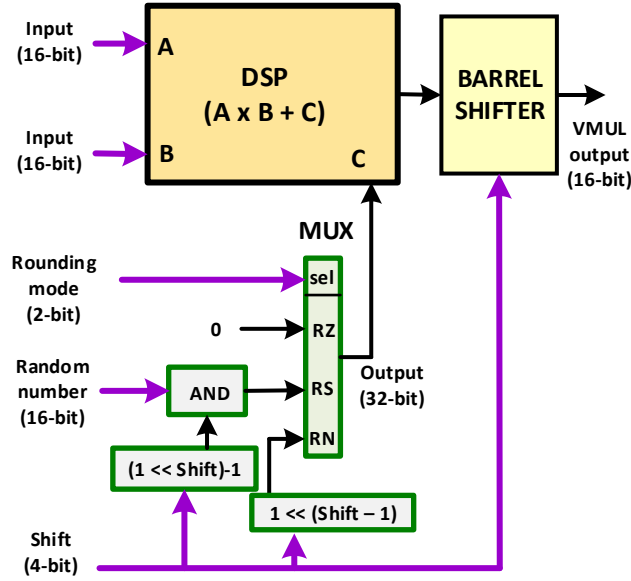 Input
(16-bit)
A
DSP
(A x B + C)
BARREL
SHIFTER
VMUL
output
(16-bit)
Input
(16-bit)
B
C
MUX
Rounding
mode
(2-bit)
sel
0
RZ
Random
number
(16-bit)
AND
RS
Output
(32-bit)
RN
(1 << Shift)-1
1 << (Shift – 1)
Shift
(4-bit)